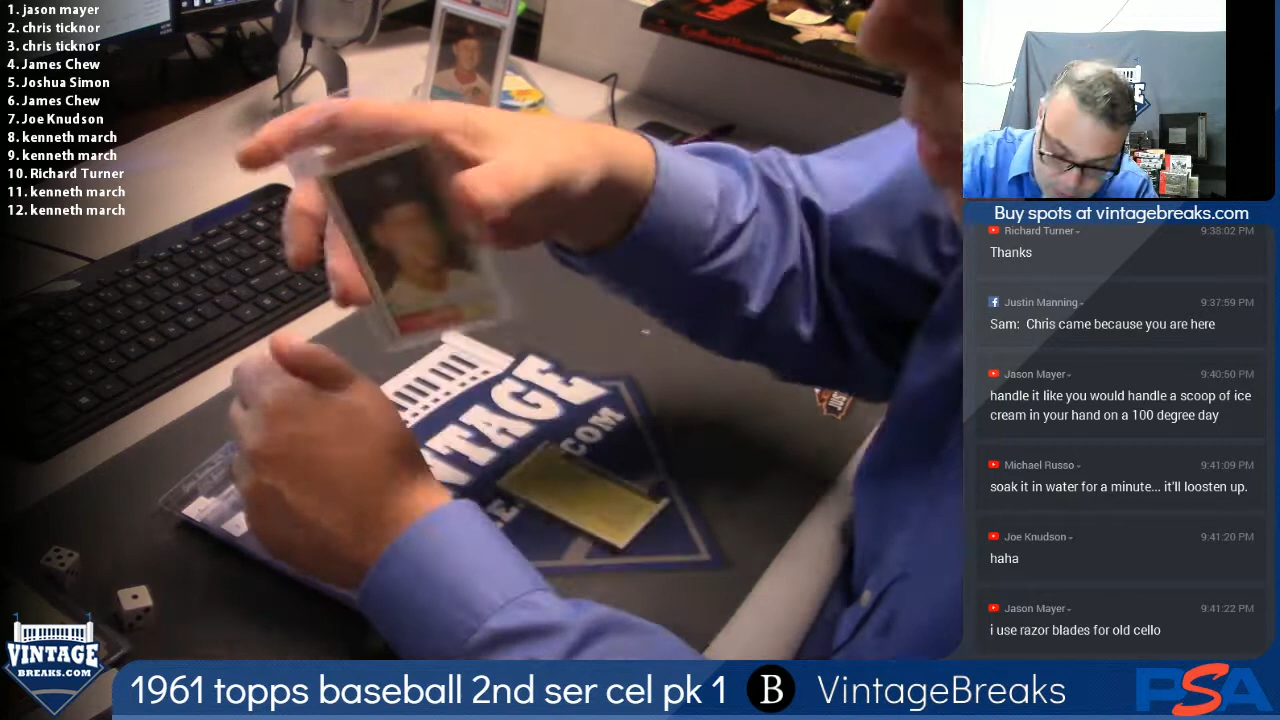 1. jason mayer
2. chris ticknor
3. chris ticknor
4. James Chew
5. Joshua Simon
6. James Chew
7. Joe Knudson
8. kenneth march
9. kenneth march
10. Richard Turner
11. kenneth march
12. kenneth march
Buy spots at vintagebreaks.com
Richard Turner
9:38:02 PM
Thanks
Justin Manning
9:37:59 PM
Sam: Chris came because you are here
Jason Mayer
9:40:50 PM
handle it like you would handle a scoop of ice
cream in your hand on a 100 degree day
Michael Russo
9:41:09 PM
soak it in water for a minute... it'll loosten up.
Joe Knudson
9:41:20 PM
haha
Jason Mayer
9:41:22 PM
i use razor blades for old cello
NTAGE
.COM
VINTAGE
BREAKS.COM
1961 topps baseball 2nd ser cel pk 1
B
VintageBreaks
PSA